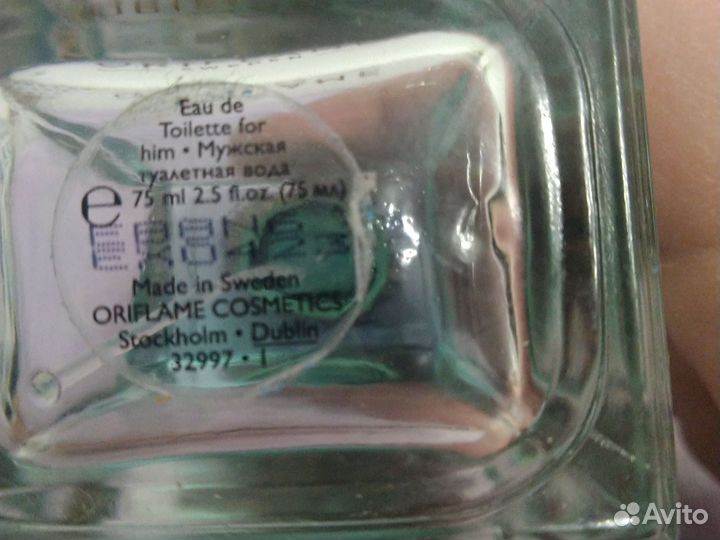 Eau de
Toilette for
him • Мужская
туалетная вода
e 75 ml 2.5 fl.oz. (75 мл)
Made in Sweden
ORIFLAME COSMETICS
Stockholm • Dublin
32997 • 1
Avito